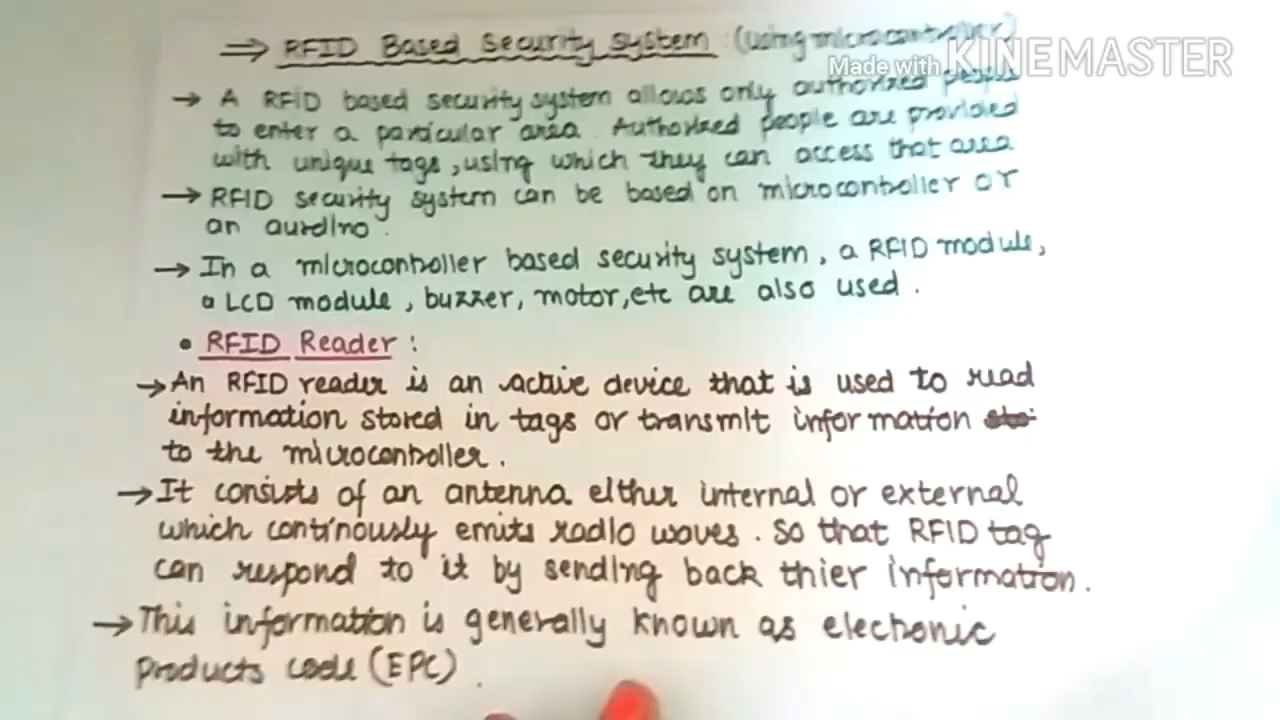 ⇒ RFID Based Security System (using microcontroller)
Made with KINEMASTER
→ A RFID based security system allows only authorized people
to enter a particular area. Authorized people are provided
with unique tags, using which they can access that area
→ RFID security system can be based on microcontroller or
an aurdino.
→ In a microcontroller based security system, a RFID module,
a LCD module, buzzer, motor, etc are also used.
• RFID Reader :
→ An RFID reader is an active device that is used to read
information stored in tags or transmit information
to the microcontroller.
→ It consists of an antenna either internal or external
which continously emits radio waves. So that RFID tag
can respond to it by sending back thier information.
→ This information is generally known as electronic
Products code (EPC).